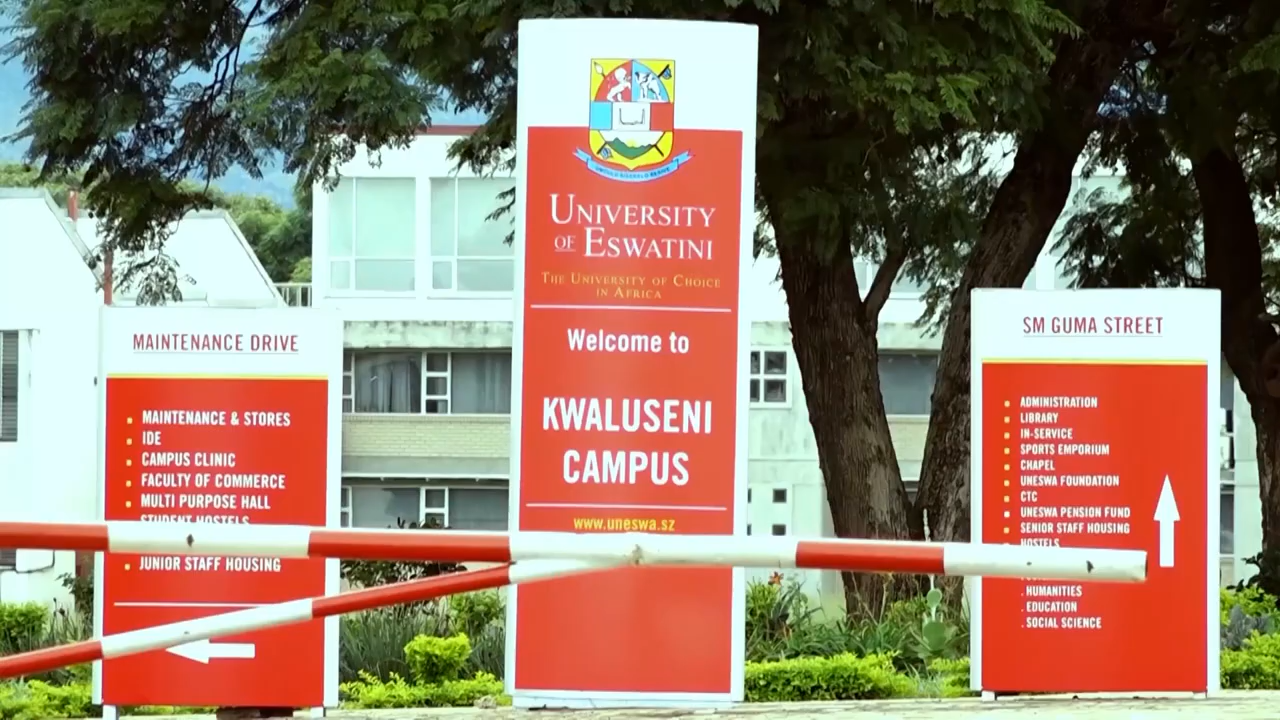 MAINTENANCE DRIVE
MAINTENANCE & STORES
IDE
CAMPUS CLINIC
FACULTY OF COMMERCE
MULTI PURPOSE HALL
STUDENT HOSTELS
JUNIOR STAFF HOUSING
UNIVERSITY
OF ESWATINI
THE UNIVERSITY OF CHOICE
IN AFRICA
Welcome to
KWALUSENI
CAMPUS
www.uneswa.sz
SM GUMA STREET
ADMINISTRATION
LIBRARY
IN-SERVICE
SPORTS EMPORIUM
CHAPEL
UNESWA FOUNDATION
CTC
UNESWA PENSION FUND
SENIOR STAFF HOUSING
HOSTELS
. HUMANITIES
. EDUCATION
. SOCIAL SCIENCE